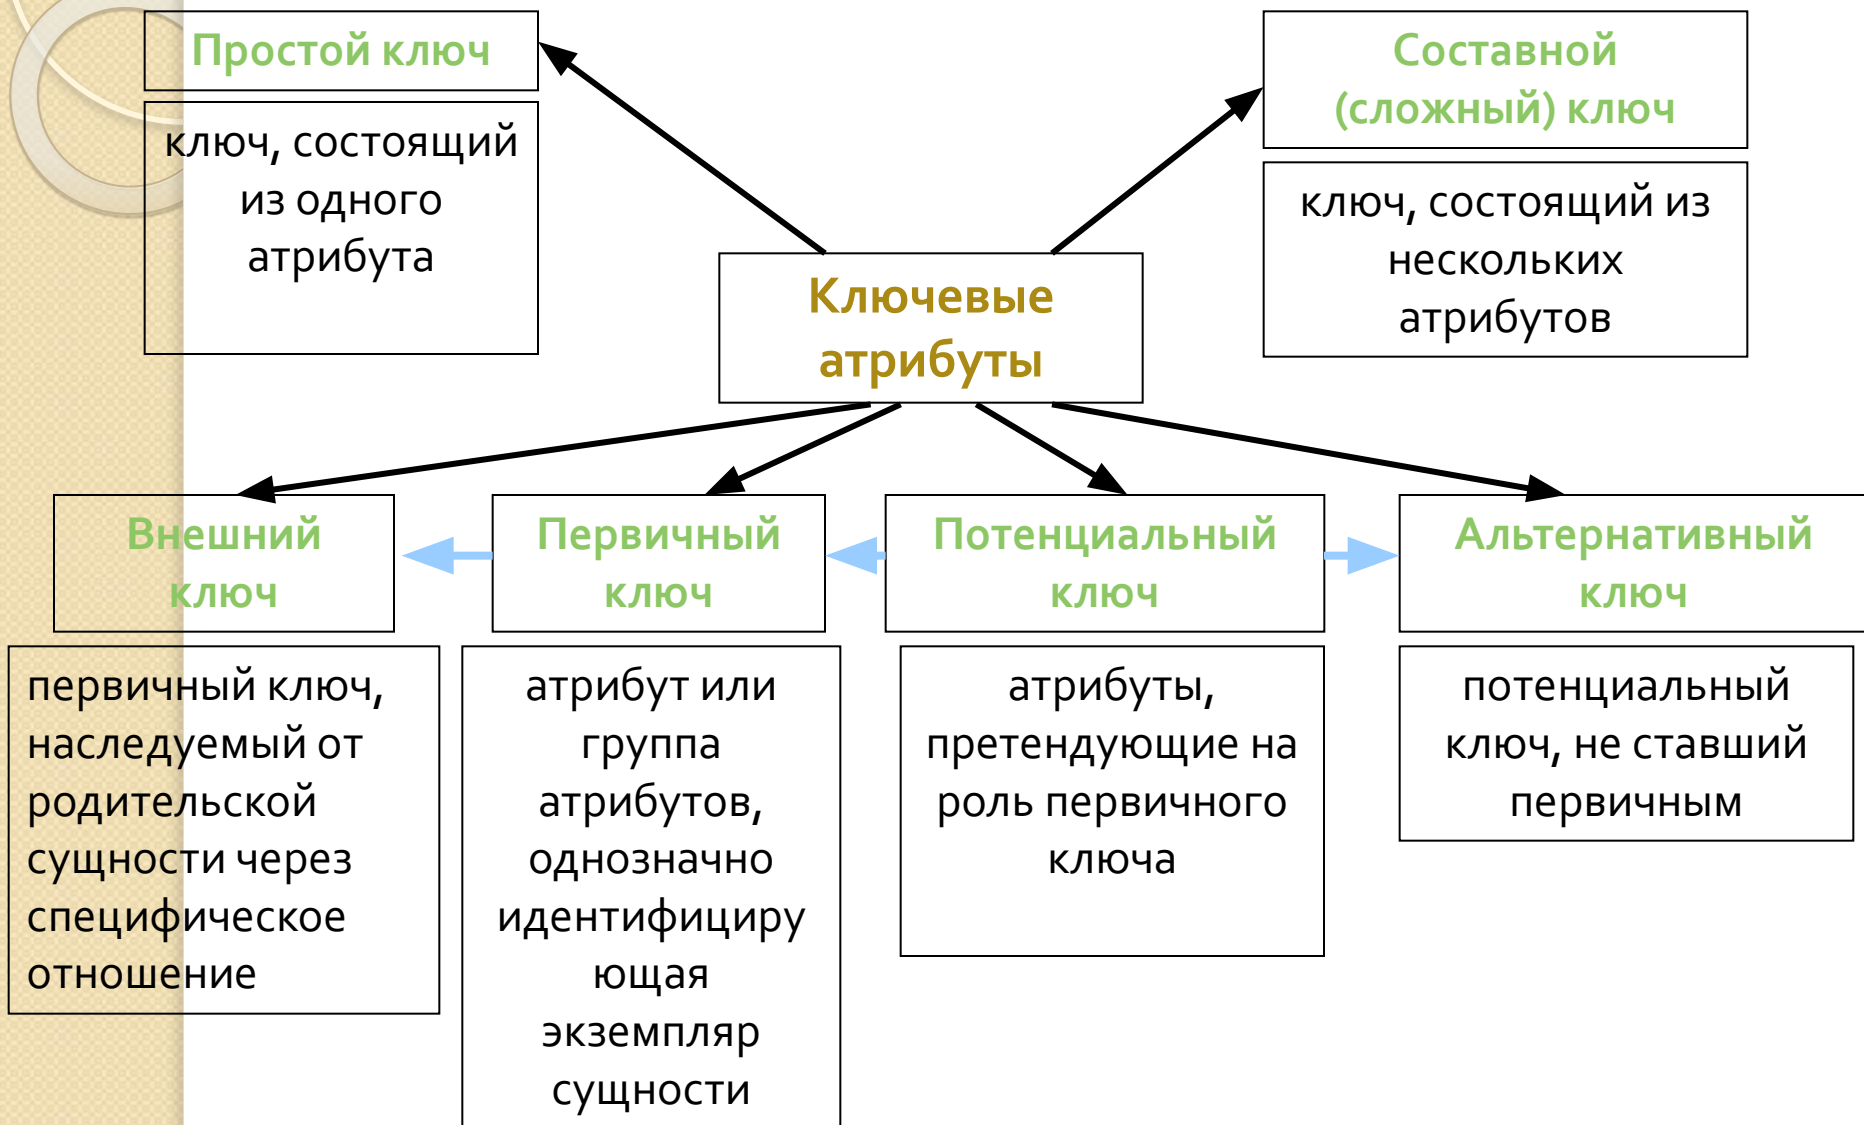 Простой ключ
ключ, состоящий
из одного
атрибута
Составной
(сложный) ключ
ключ, состоящий из
нескольких
атрибутов
Ключевые
атрибуты
Внешний
ключ
первичный ключ,
наследуемый от
родительской
сущности через
специфическое
отношение
Первичный
ключ
атрибут или
группа
атрибутов,
однозначно
идентифициру
ющая
экземпляр
сущности
Потенциальный
ключ
атрибуты,
претендующие на
роль первичного
ключа
Альтернативный
ключ
потенциальный
ключ, не ставший
первичным